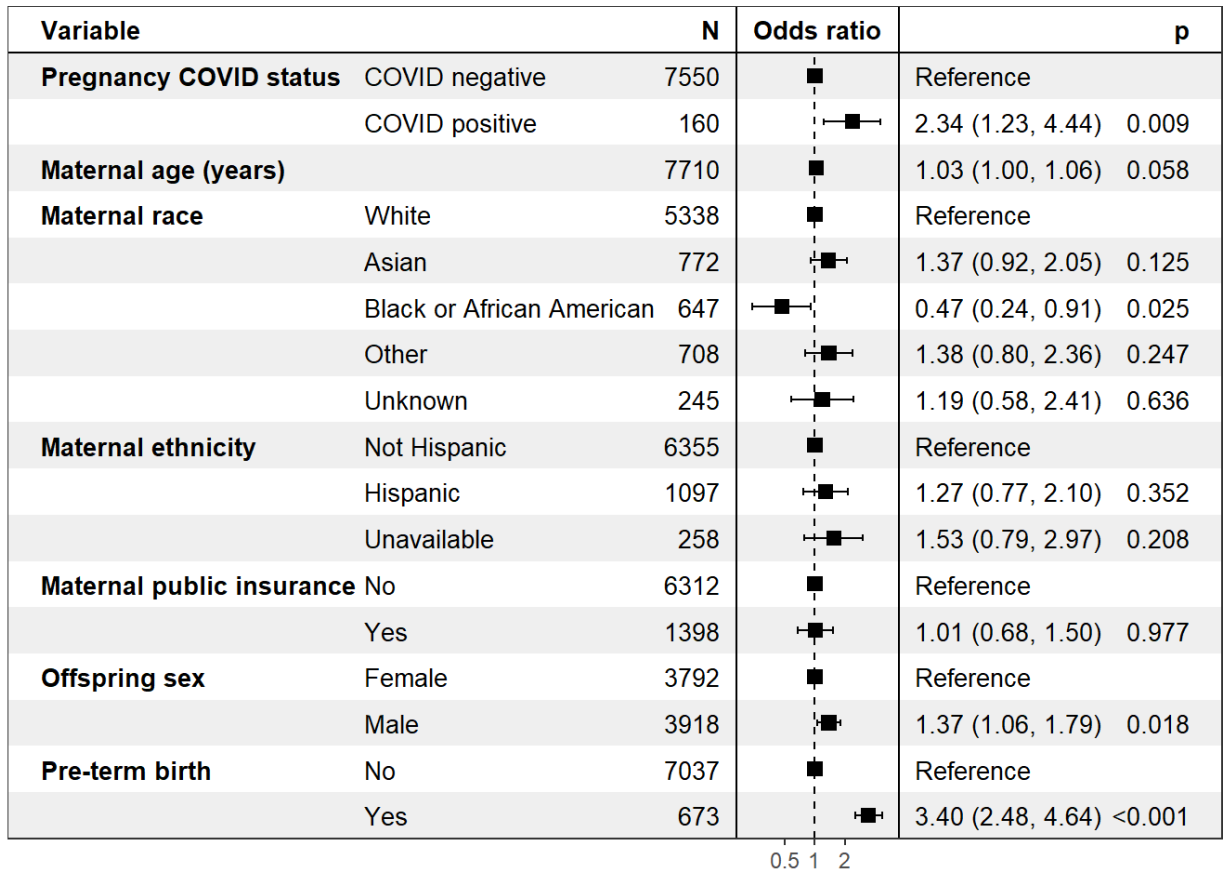 Variable N Odds ratio p
Pregnancy COVID status COVID negative 7550 Reference
COVID positive 160 2.34 (1.23, 4.44) 0.009
Maternal age (years) 7710 1.03 (1.00, 1.06) 0.058
Maternal race White 5338 Reference
Asian 772 1.37 (0.92, 2.05) 0.125
Black or African American 647 0.47 (0.24, 0.91) 0.025
Other 708 1.38 (0.80, 2.36) 0.247
Unknown 245 1.19 (0.58, 2.41) 0.636
Maternal ethnicity Not Hispanic 6355 Reference
Hispanic 1097 1.27 (0.77, 2.10) 0.352
Unavailable 258 1.53 (0.79, 2.97) 0.208
Maternal public insurance No 6312 Reference
Yes 1398 1.01 (0.68, 1.50) 0.977
Offspring sex Female 3792 Reference
Male 3918 1.37 (1.06, 1.79) 0.018
Pre-term birth No 7037 Reference
Yes 673 3.40 (2.48, 4.64) <0.001
0.5 1 2